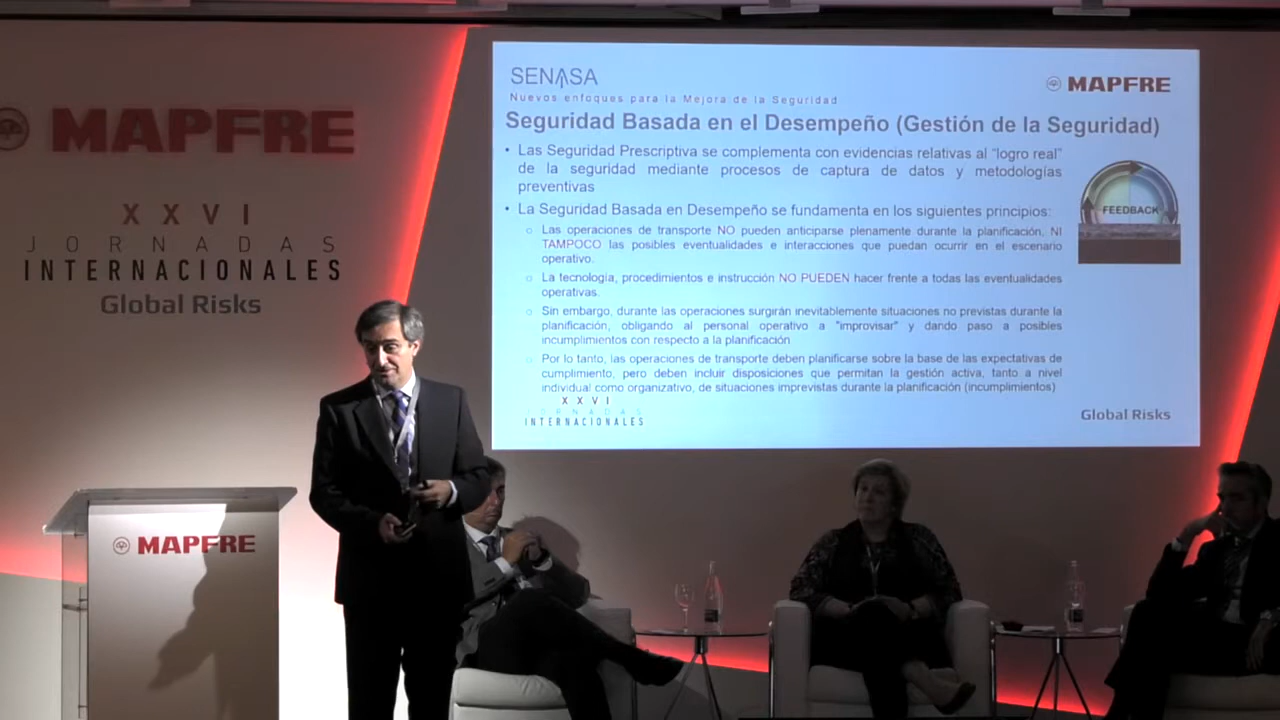 MAPFRE
XXVI
JORNADAS
INTERNACIONALES
Global Risks
SENASA
MAPFRE
Nuevos enfoques para la Mejora de la Seguridad
Seguridad Basada en el Desempeño (Gestión de la Seguridad)
• Las Seguridad Prescriptiva se complementa con evidencias relativas al "logro real"
de la seguridad mediante procesos de captura de datos y metodologías
preventivas
FEEDBACK
• La Seguridad Basada en Desempeño se fundamenta en los siguientes principios:
o Las operaciones de transporte NO pueden anticiparse plenamente durante la planificación, NI
TAMPOCO las posibles eventualidades e interacciones que puedan ocurrir en el escenario
operativo.
o La tecnología, procedimientos e instrucción NO PUEDEN hacer frente a todas las eventualidades
operativas.
o Sin embargo, durante las operaciones surgirán inevitablemente situaciones no previstas durante la
planificación, obligando al personal operativo a "improvisar" y dando paso a posibles
incumplimientos con respecto a la planificación
o Por lo tanto, las operaciones de transporte deben planificarse sobre la base de las expectativas de
cumplimiento, pero deben incluir disposiciones que permitan la gestión activa, tanto a nivel
individual como organizativo, de situaciones imprevistas durante la planificación (incumplimientos)
XXVI
JORNADAS
INTERNACIONALES
Global Risks
MAPFRE